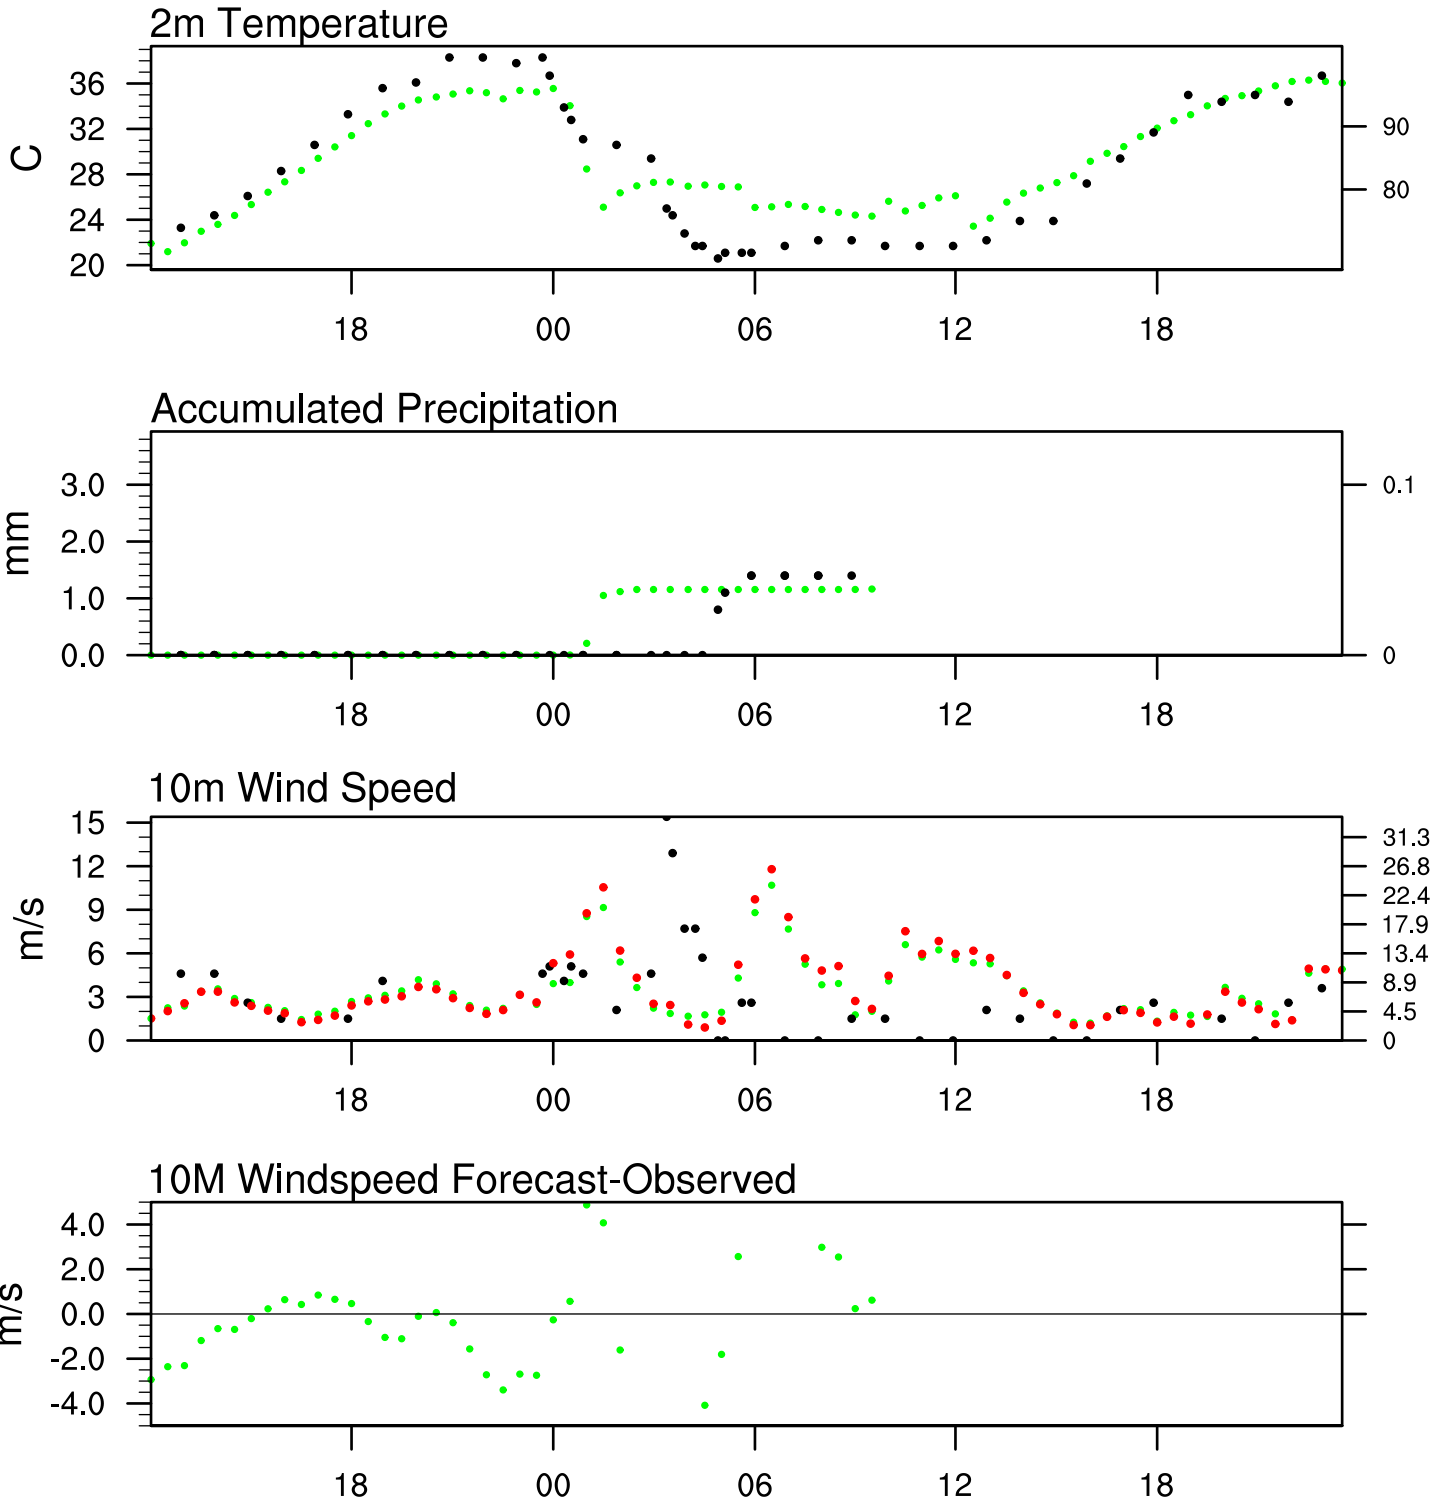 2m Temperature
C
36
32
28
24
20
90
80
18 00 06 12 18
Accumulated Precipitation
mm
3.0
2.0
1.0
0.0
0.1
0
18 00 06 12 18
10m Wind Speed
m/s
15
12
9
6
3
0
31.3
26.8
22.4
17.9
13.4
8.9
4.5
0
18 00 06 12 18
10M Windspeed Forecast-Observed
m/s
4.0
2.0
0.0
-2.0
-4.0
18 00 06 12 18